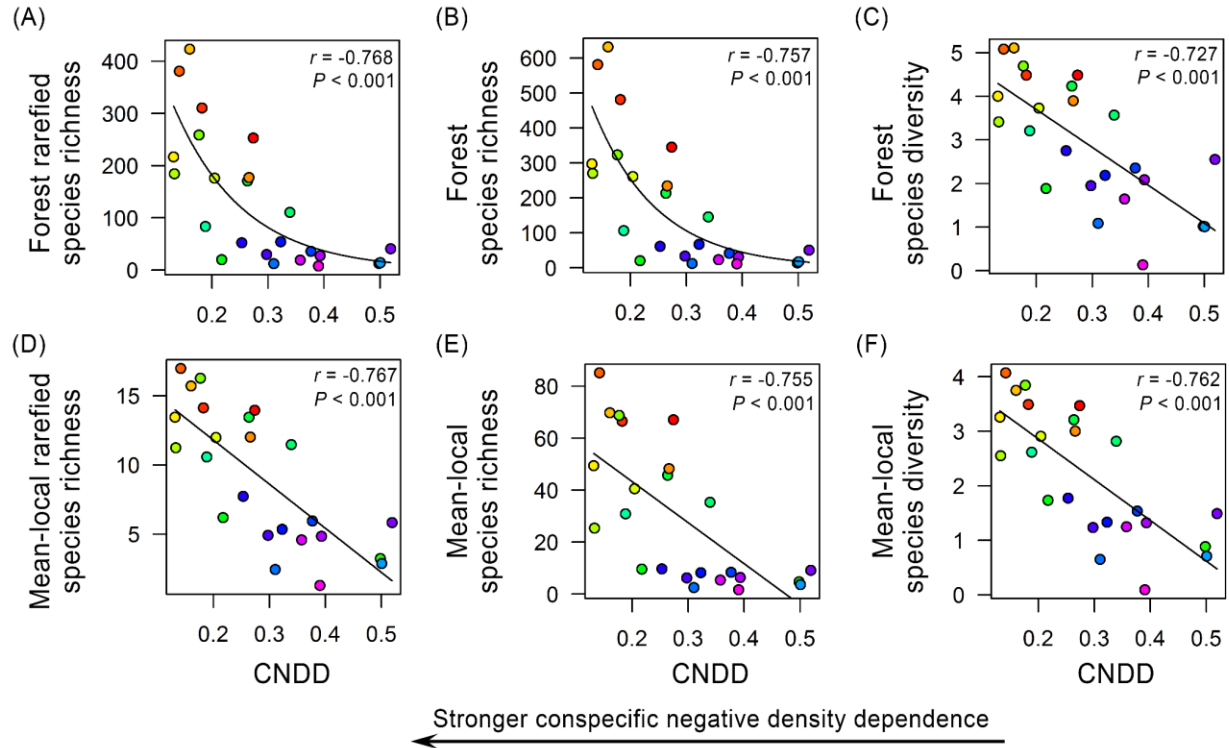 (A)
Forest rarefied
species richness
400
300
200
100
0
r = -0.768
P < 0.001
0.2 0.3 0.4 0.5
(B)
Forest
species richness
600
500
400
300
200
100
0
r = -0.757
P < 0.001
0.2 0.3 0.4 0.5
(C)
Forest
species diversity
5
4
3
2
1
0
r = -0.727
P < 0.001
0.2 0.3 0.4 0.5
(D)
Mean-local rarefied
species richness
15
10
5
r = -0.767
P < 0.001
0.2 0.3 0.4 0.5
CNDD
(E)
Mean-local
species richness
80
60
40
20
0
r = -0.755
P < 0.001
0.2 0.3 0.4 0.5
CNDD
(F)
Mean-local
species diversity
4
3
2
1
0
r = -0.762
P < 0.001
0.2 0.3 0.4 0.5
CNDD
Stronger conspecific negative density dependence